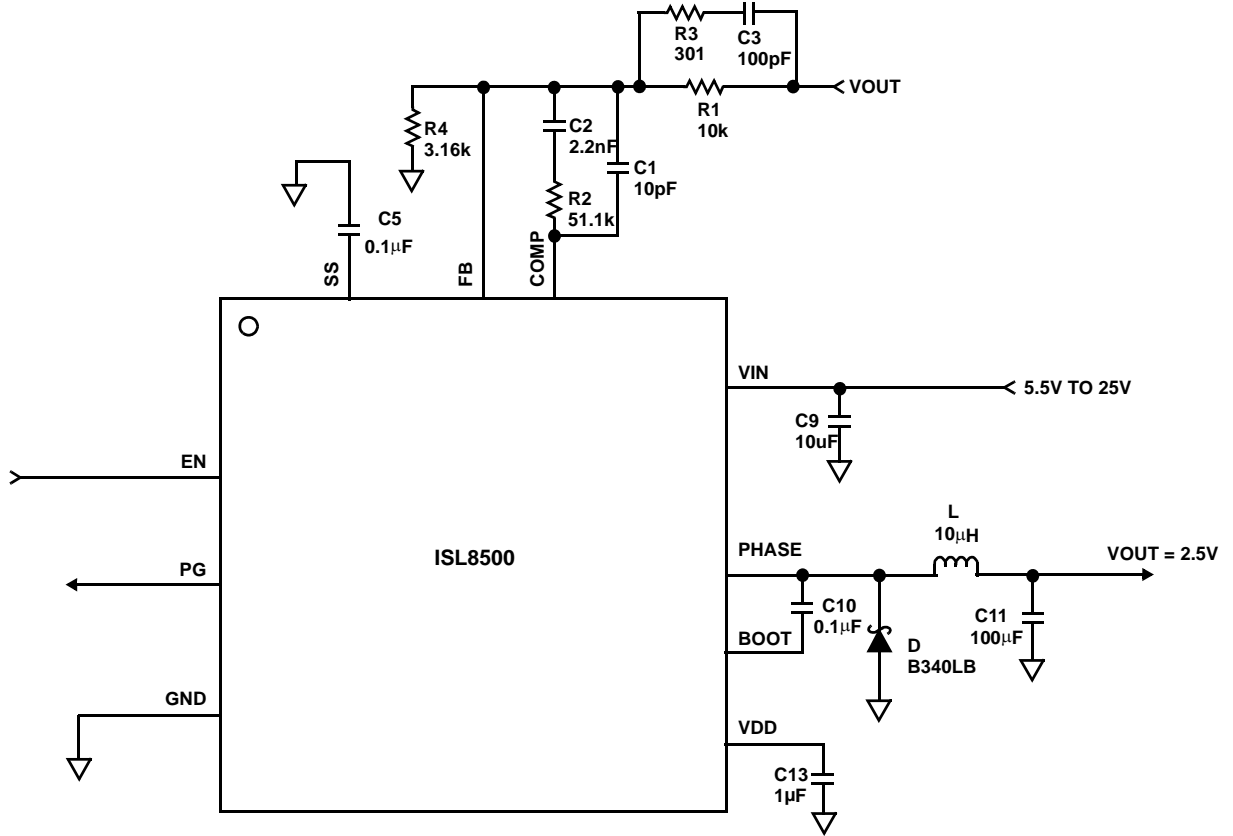 R3
301
C3
100pF
VOUT
R1
10k
R4
3.16k
C2
2.2nF
C1
10pF
R2
51.1k
C5
0.1μF
SS
FB
COMP
VIN
5.5V TO 25V
C9
10uF
EN
ISL8500
L
10μH
PHASE
VOUT = 2.5V
PG
C10
0.1μF
C11
100μF
BOOT
D
B340LB
GND
VDD
C13
1µF